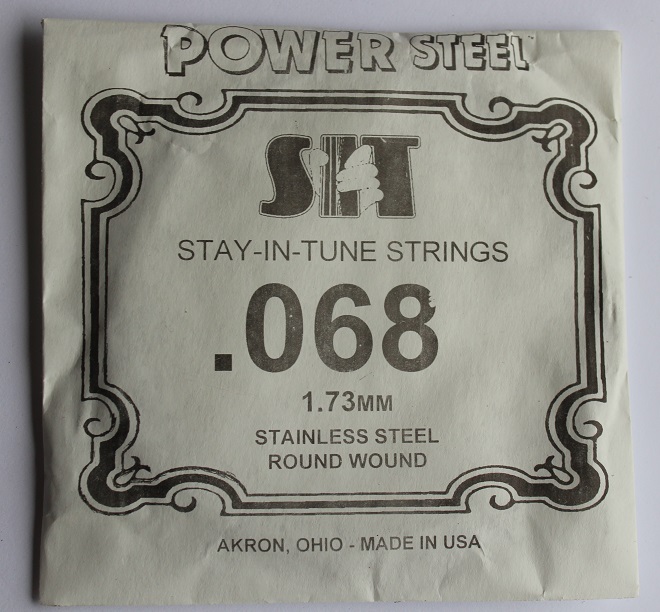 POWER STEEL
SIT
STAY-IN-TUNE STRINGS
.068
1.73MM
STAINLESS STEEL
ROUND WOUND
AKRON, OHIO - MADE IN USA